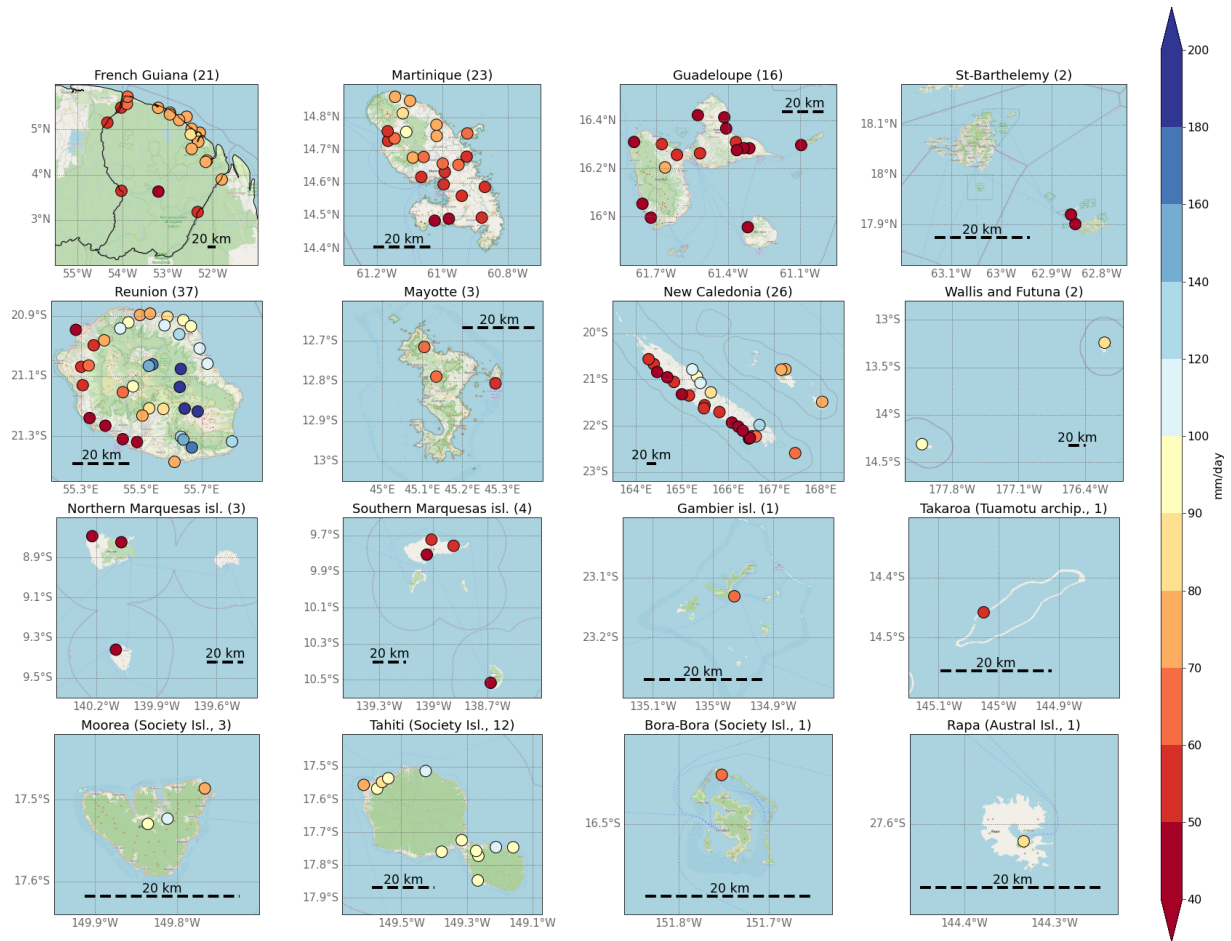 French Guiana (21)
5°N
4°N
3°N
20 km
55°W 54°W 53°W 52°W
Martinique (23)
14.8°N
14.7°N
14.6°N
14.5°N
14.4°N
20 km
61.2°W 61°W 60.8°W
Guadeloupe (16)
20 km
16.4°N
16.2°N
16°N
61.7°W 61.4°W 61.1°W
St-Barthelemy (2)
18.1°N
18°N
17.9°N
20 km
63.1°W 63°W 62.9°W 62.8°W
Reunion (37)
20.9°S
21.1°S
21.3°S
20 km
55.3°E 55.5°E 55.7°E
Mayotte (3)
20 km
12.7°S
12.8°S
12.9°S
13°S
45°E 45.1°E 45.2°E 45.3°E
New Caledonia (26)
20°S
21°S
22°S
23°S
20 km
164°E 165°E 166°E 167°E 168°E
Wallis and Futuna (2)
13°S
13.5°S
14°S
14.5°S
20 km
177.8°W 177.1°W 176.4°W
Northern Marquesas isl. (3)
8.9°S
9.1°S
9.3°S
9.5°S
20 km
140.2°W 139.9°W 139.6°W
Southern Marquesas isl. (4)
9.7°S
9.9°S
10.1°S
10.3°S
10.5°S
20 km
139.3°W 139°W 138.7°W
Gambier isl. (1)
23.1°S
23.2°S
20 km
135.1°W 135°W 134.9°W
Takaroa (Tuamotu archip., 1)
14.4°S
14.5°S
20 km
145.1°W 145°W 144.9°W
Moorea (Society Isl., 3)
17.5°S
17.6°S
20 km
149.9°W 149.8°W
Tahiti (Society Isl., 12)
17.5°S
17.6°S
17.7°S
17.8°S
17.9°S
20 km
149.5°W 149.3°W 149.1°W
Bora-Bora (Society Isl., 1)
16.5°S
20 km
151.8°W 151.7°W
Rapa (Austral Isl., 1)
27.6°S
20 km
144.4°W 144.3°W
200
180
160
140
120
100
90
80
70
60
50
40
mm/day